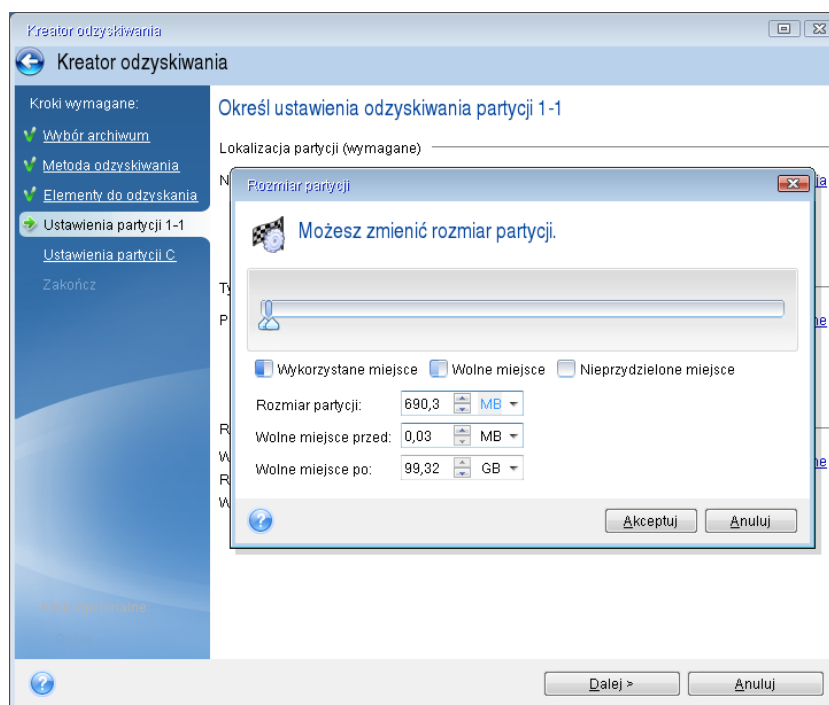 Kreator odzyskiwania
Kreator odzyskiwania
Kroki wymagane:
Wybór archiwum
Metoda odzyskiwania
Elementy do odzyskania
Ustawienia partycji 1-1
Ustawienia partycji C
Zakończ
Określ ustawienia odzyskiwania partycji 1-1
Lokalizacja partycji (wymagane)
Rozmiar partycji
Możesz zmienić rozmiar partycji.
Wykorzystane miejsce Wolne miejsce Nieprzydzielone miejsce
Rozmiar partycji: 690,3 MB
Wolne miejsce przed: 0,03 MB
Wolne miejsce po: 99,32 GB
Akceptuj Anuluj
Dalej > Anuluj